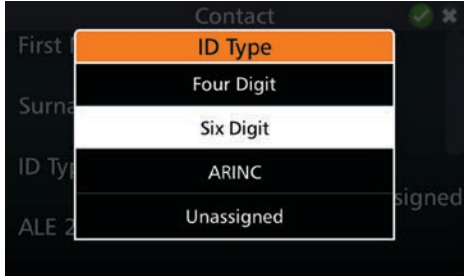 Contact
First
ID Type
Four Digit
Surna
Six Digit
ID Typ
ARINC
signed
Unassigned
ALE 2